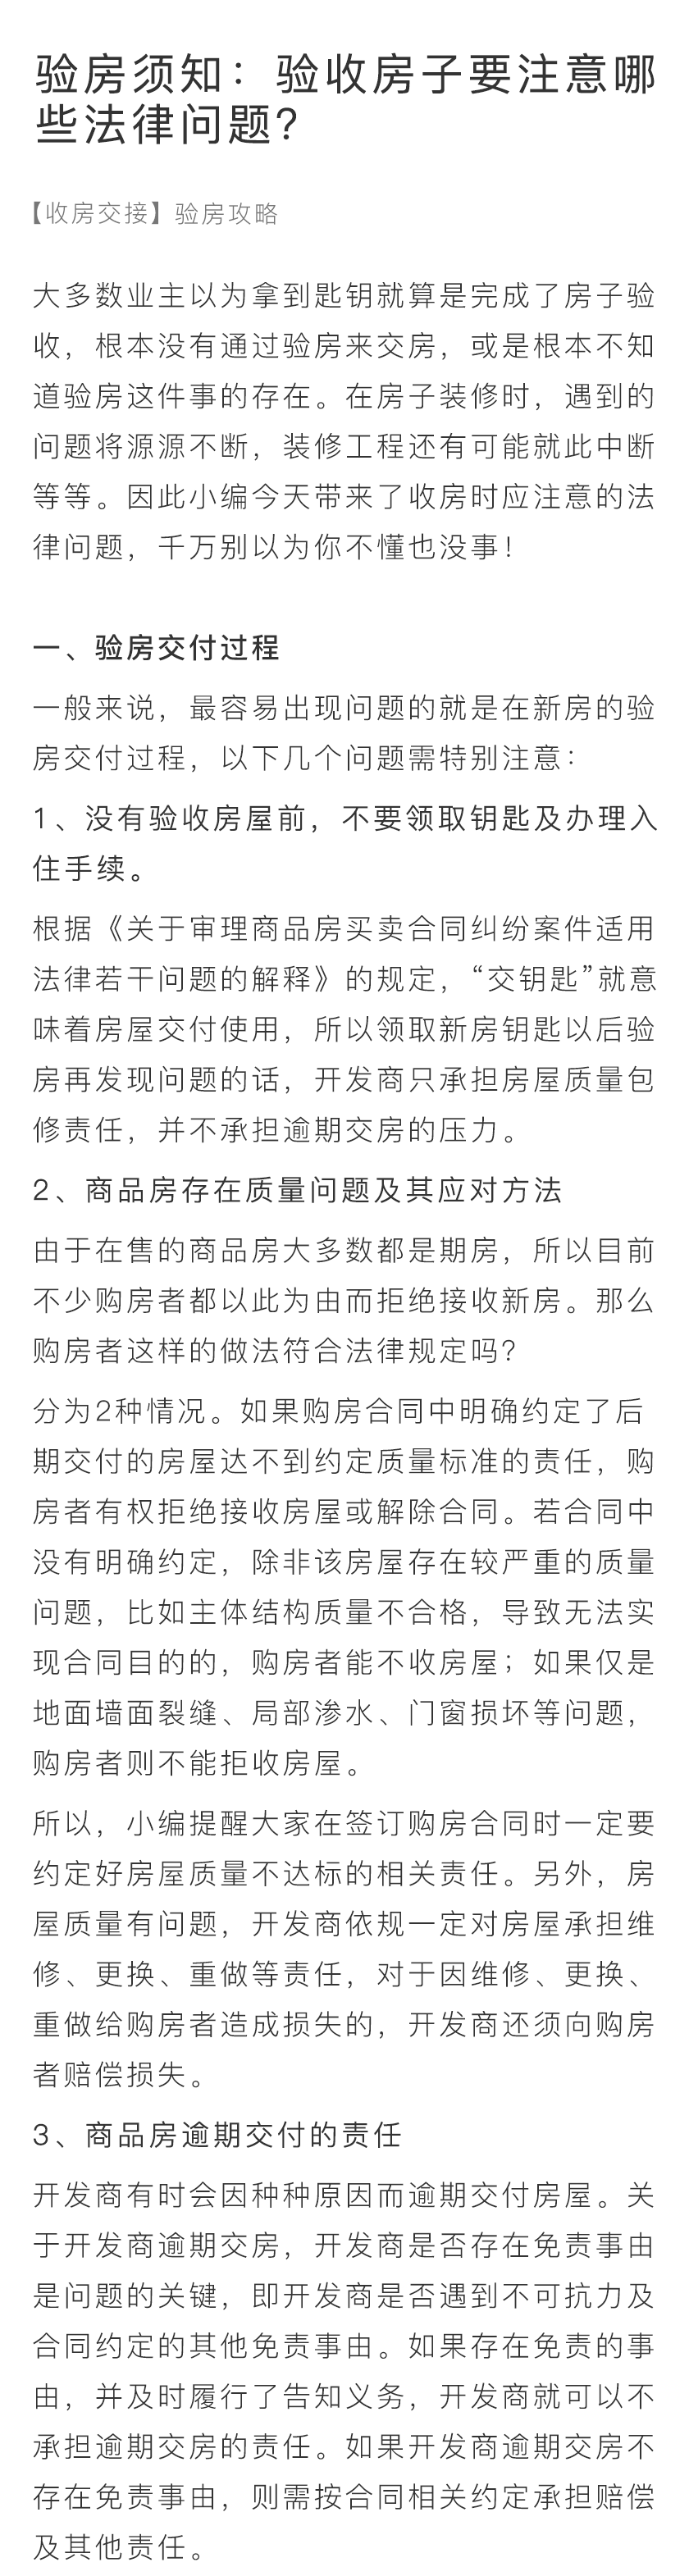 验房须知：验收房子要注意哪
些法律问题？
【收房交接】验房攻略
大多数业主以为拿到匙钥就算是完成了房子验
收，根本没有通过验房来交房，或是根本不知
道验房这件事的存在。在房子装修时，遇到的
问题将源源不断，装修工程还有可能就此中断
等等。因此小编今天带来了收房时应注意的法
律问题，千万别以为你不懂也没事！
一、验房交付过程
一般来说，最容易出现问题的就是在新房的验
房交付过程，以下几个问题需特别注意：
1、没有验收房屋前，不要领取钥匙及办理入
住手续。
根据《关于审理商品房买卖合同纠纷案件适用
法律若干问题的解释》的规定，“交钥匙”就意
味着房屋交付使用，所以领取新房钥匙以后验
房再发现问题的话，开发商只承担房屋质量包
修责任，并不承担逾期交房的压力。
2、商品房存在质量问题及其应对方法
由于在售的商品房大多数都是期房，所以目前
不少购房者都以此为由而拒绝接收新房。那么
购房者这样的做法符合法律规定吗？
分为2种情况。如果购房合同中明确约定了后
期交付的房屋达不到约定质量标准的责任，购
房者有权拒绝接收房屋或解除合同。若合同中
没有明确约定，除非该房屋存在较严重的质量
问题，比如主体结构质量不合格，导致无法实
现合同目的的，购房者能不收房屋；如果仅是
地面墙面裂缝、局部渗水、门窗损坏等问题，
购房者则不能拒收房屋。
所以，小编提醒大家在签订购房合同时一定要
约定好房屋质量不达标的相关责任。另外，房
屋质量有问题，开发商依规一定对房屋承担维
修、更换、重做等责任，对于因维修、更换、
重做给购房者造成损失的，开发商还须向购房
者赔偿损失。
3、商品房逾期交付的责任
开发商有时会因种种原因而逾期交付房屋。关
于开发商逾期交房，开发商是否存在免责事由
是问题的关键，即开发商是否遇到不可抗力及
合同约定的其他免责事由。如果存在免责的事
由，并及时履行了告知义务，开发商就可以不
承担逾期交房的责任。如果开发商逾期交房不
存在免责事由，则需按合同相关约定承担赔偿
及其他责任。